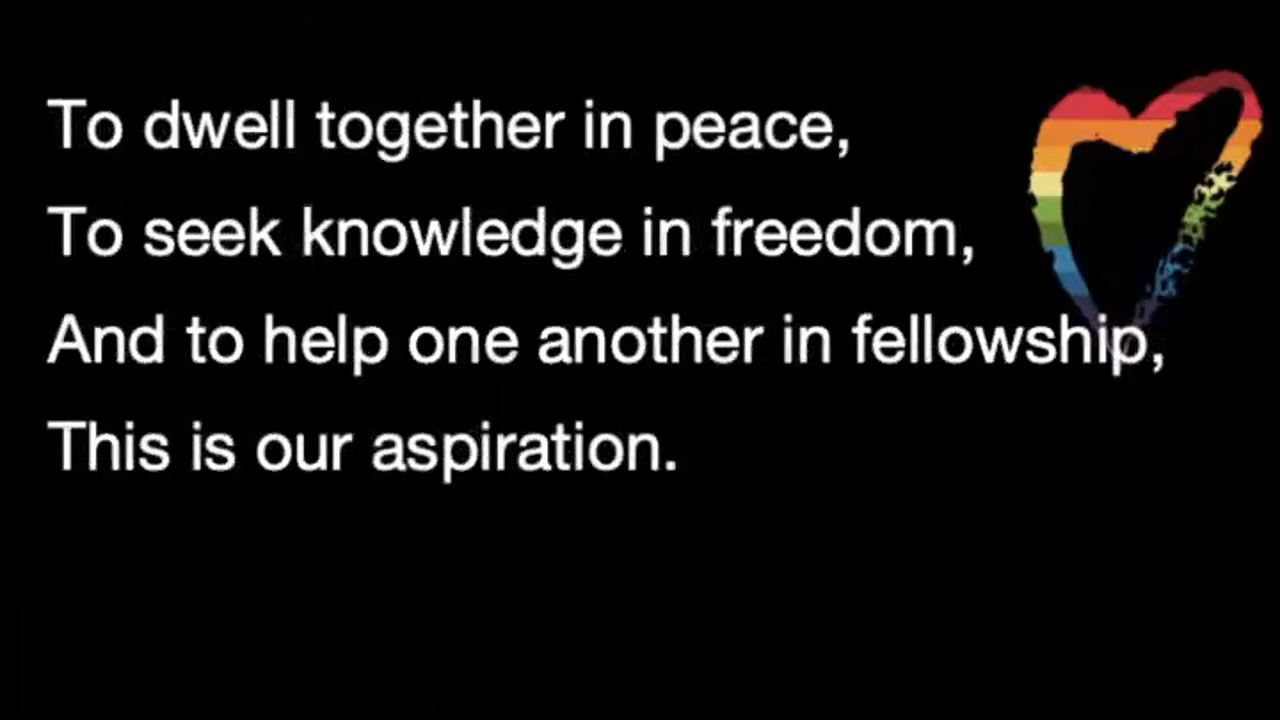 To dwell together in peace,
To seek knowledge in freedom,
And to help one another in fellowship,
This is our aspiration.